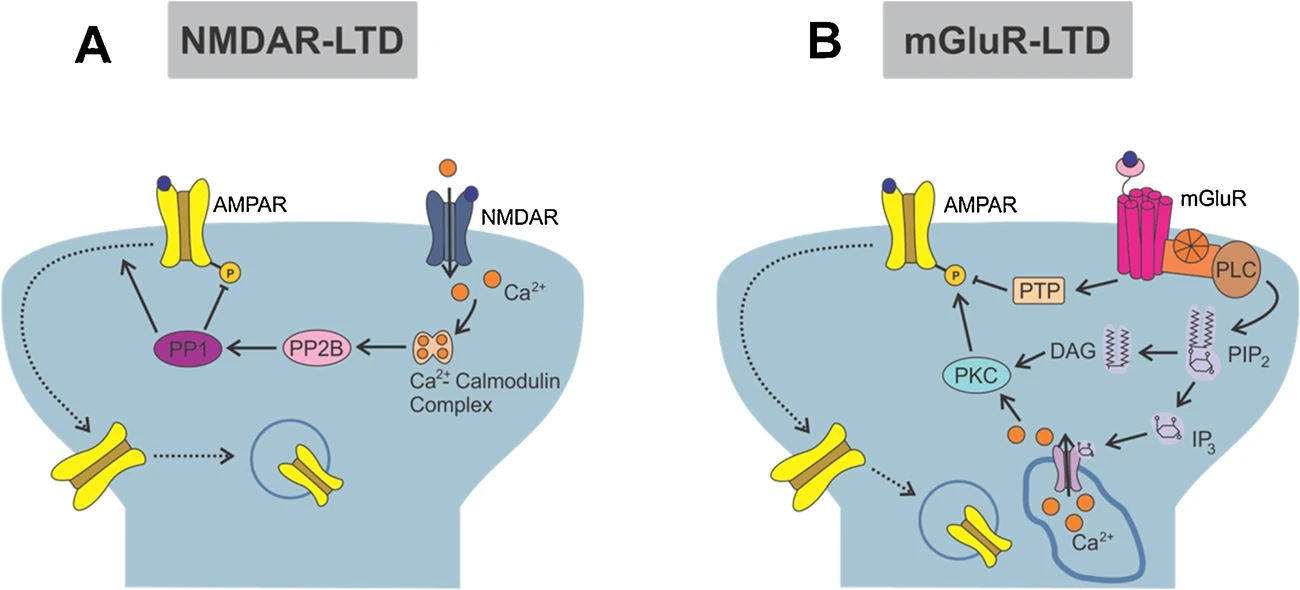 A
NMDAR-LTD
AMPAR
P
NMDAR
Ca2+
PP1
PP2B
Ca2+- Calmodulin
Complex
B
mGluR-LTD
AMPAR
P
mGluR
PLC
PTP
DAG
PIP2
PKC
IP3
Ca2+